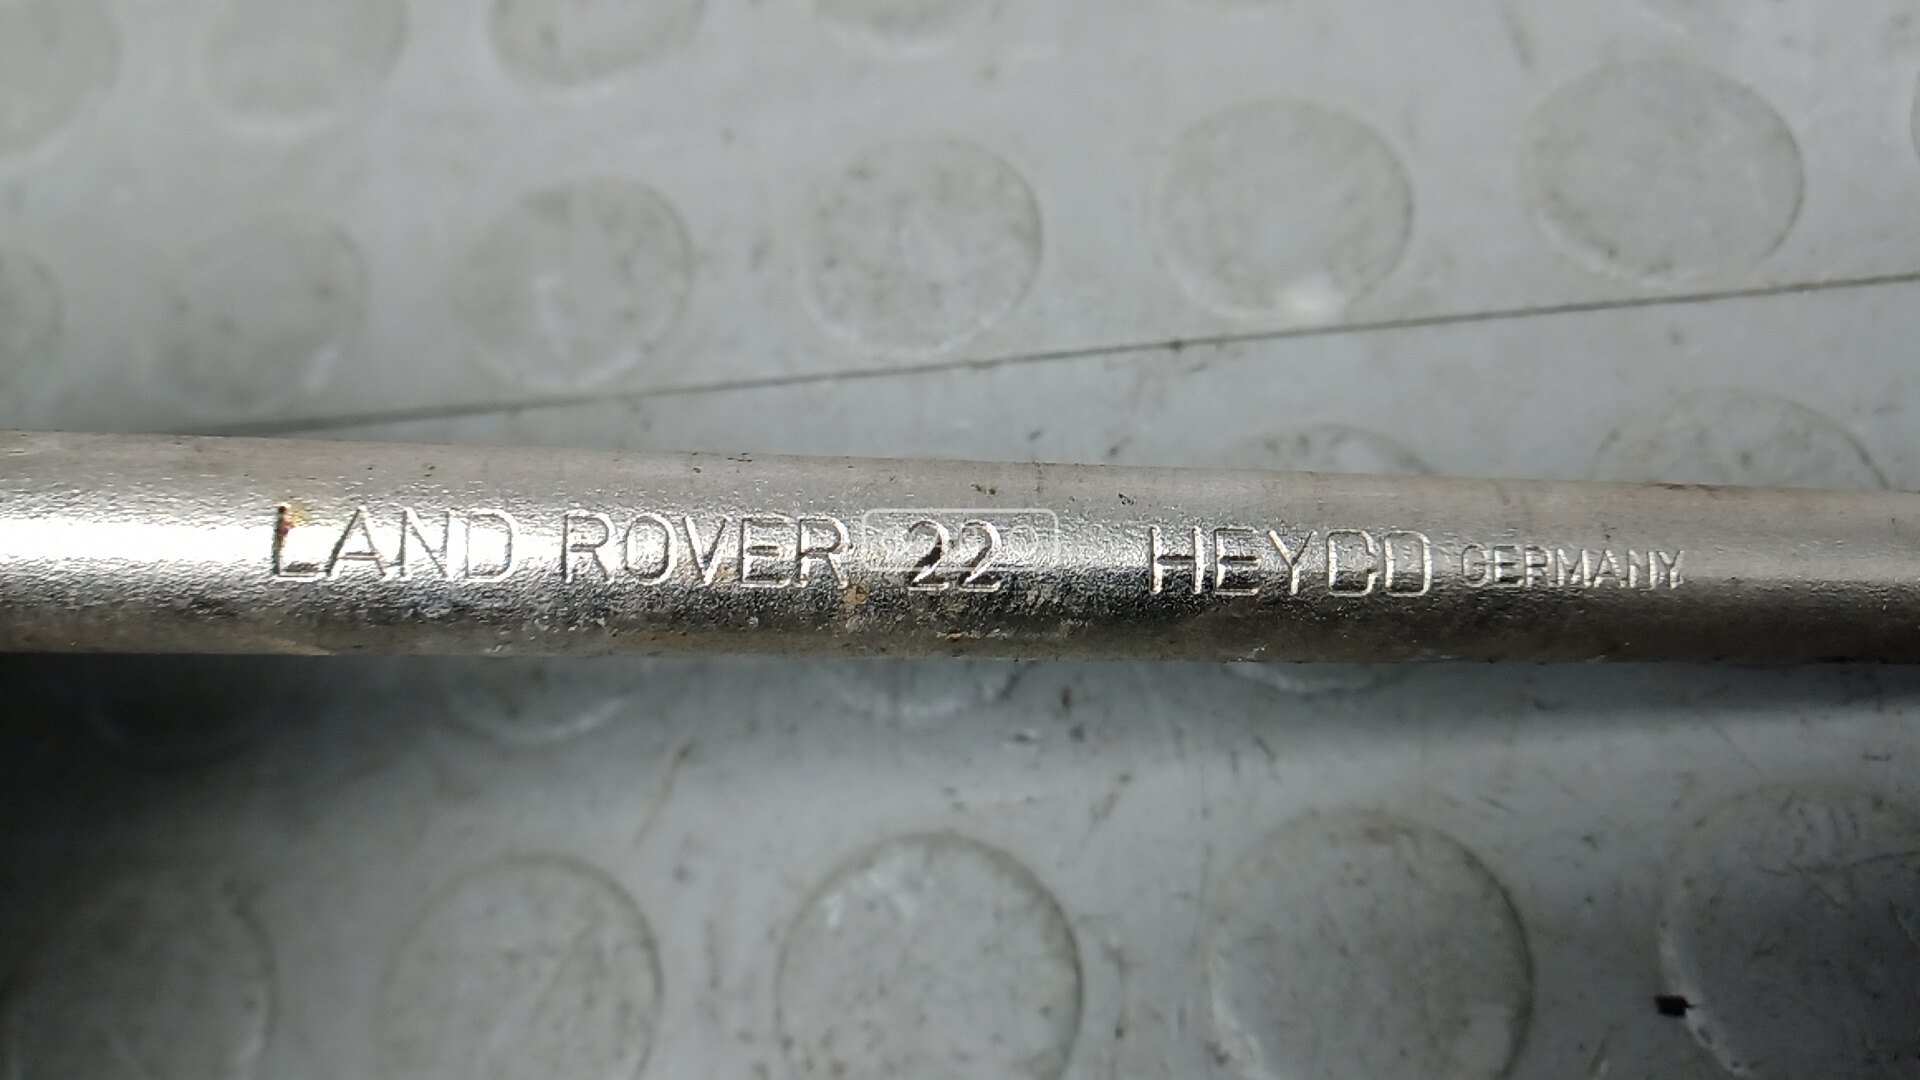 LAND ROVER 22 HEYCO GERMANY